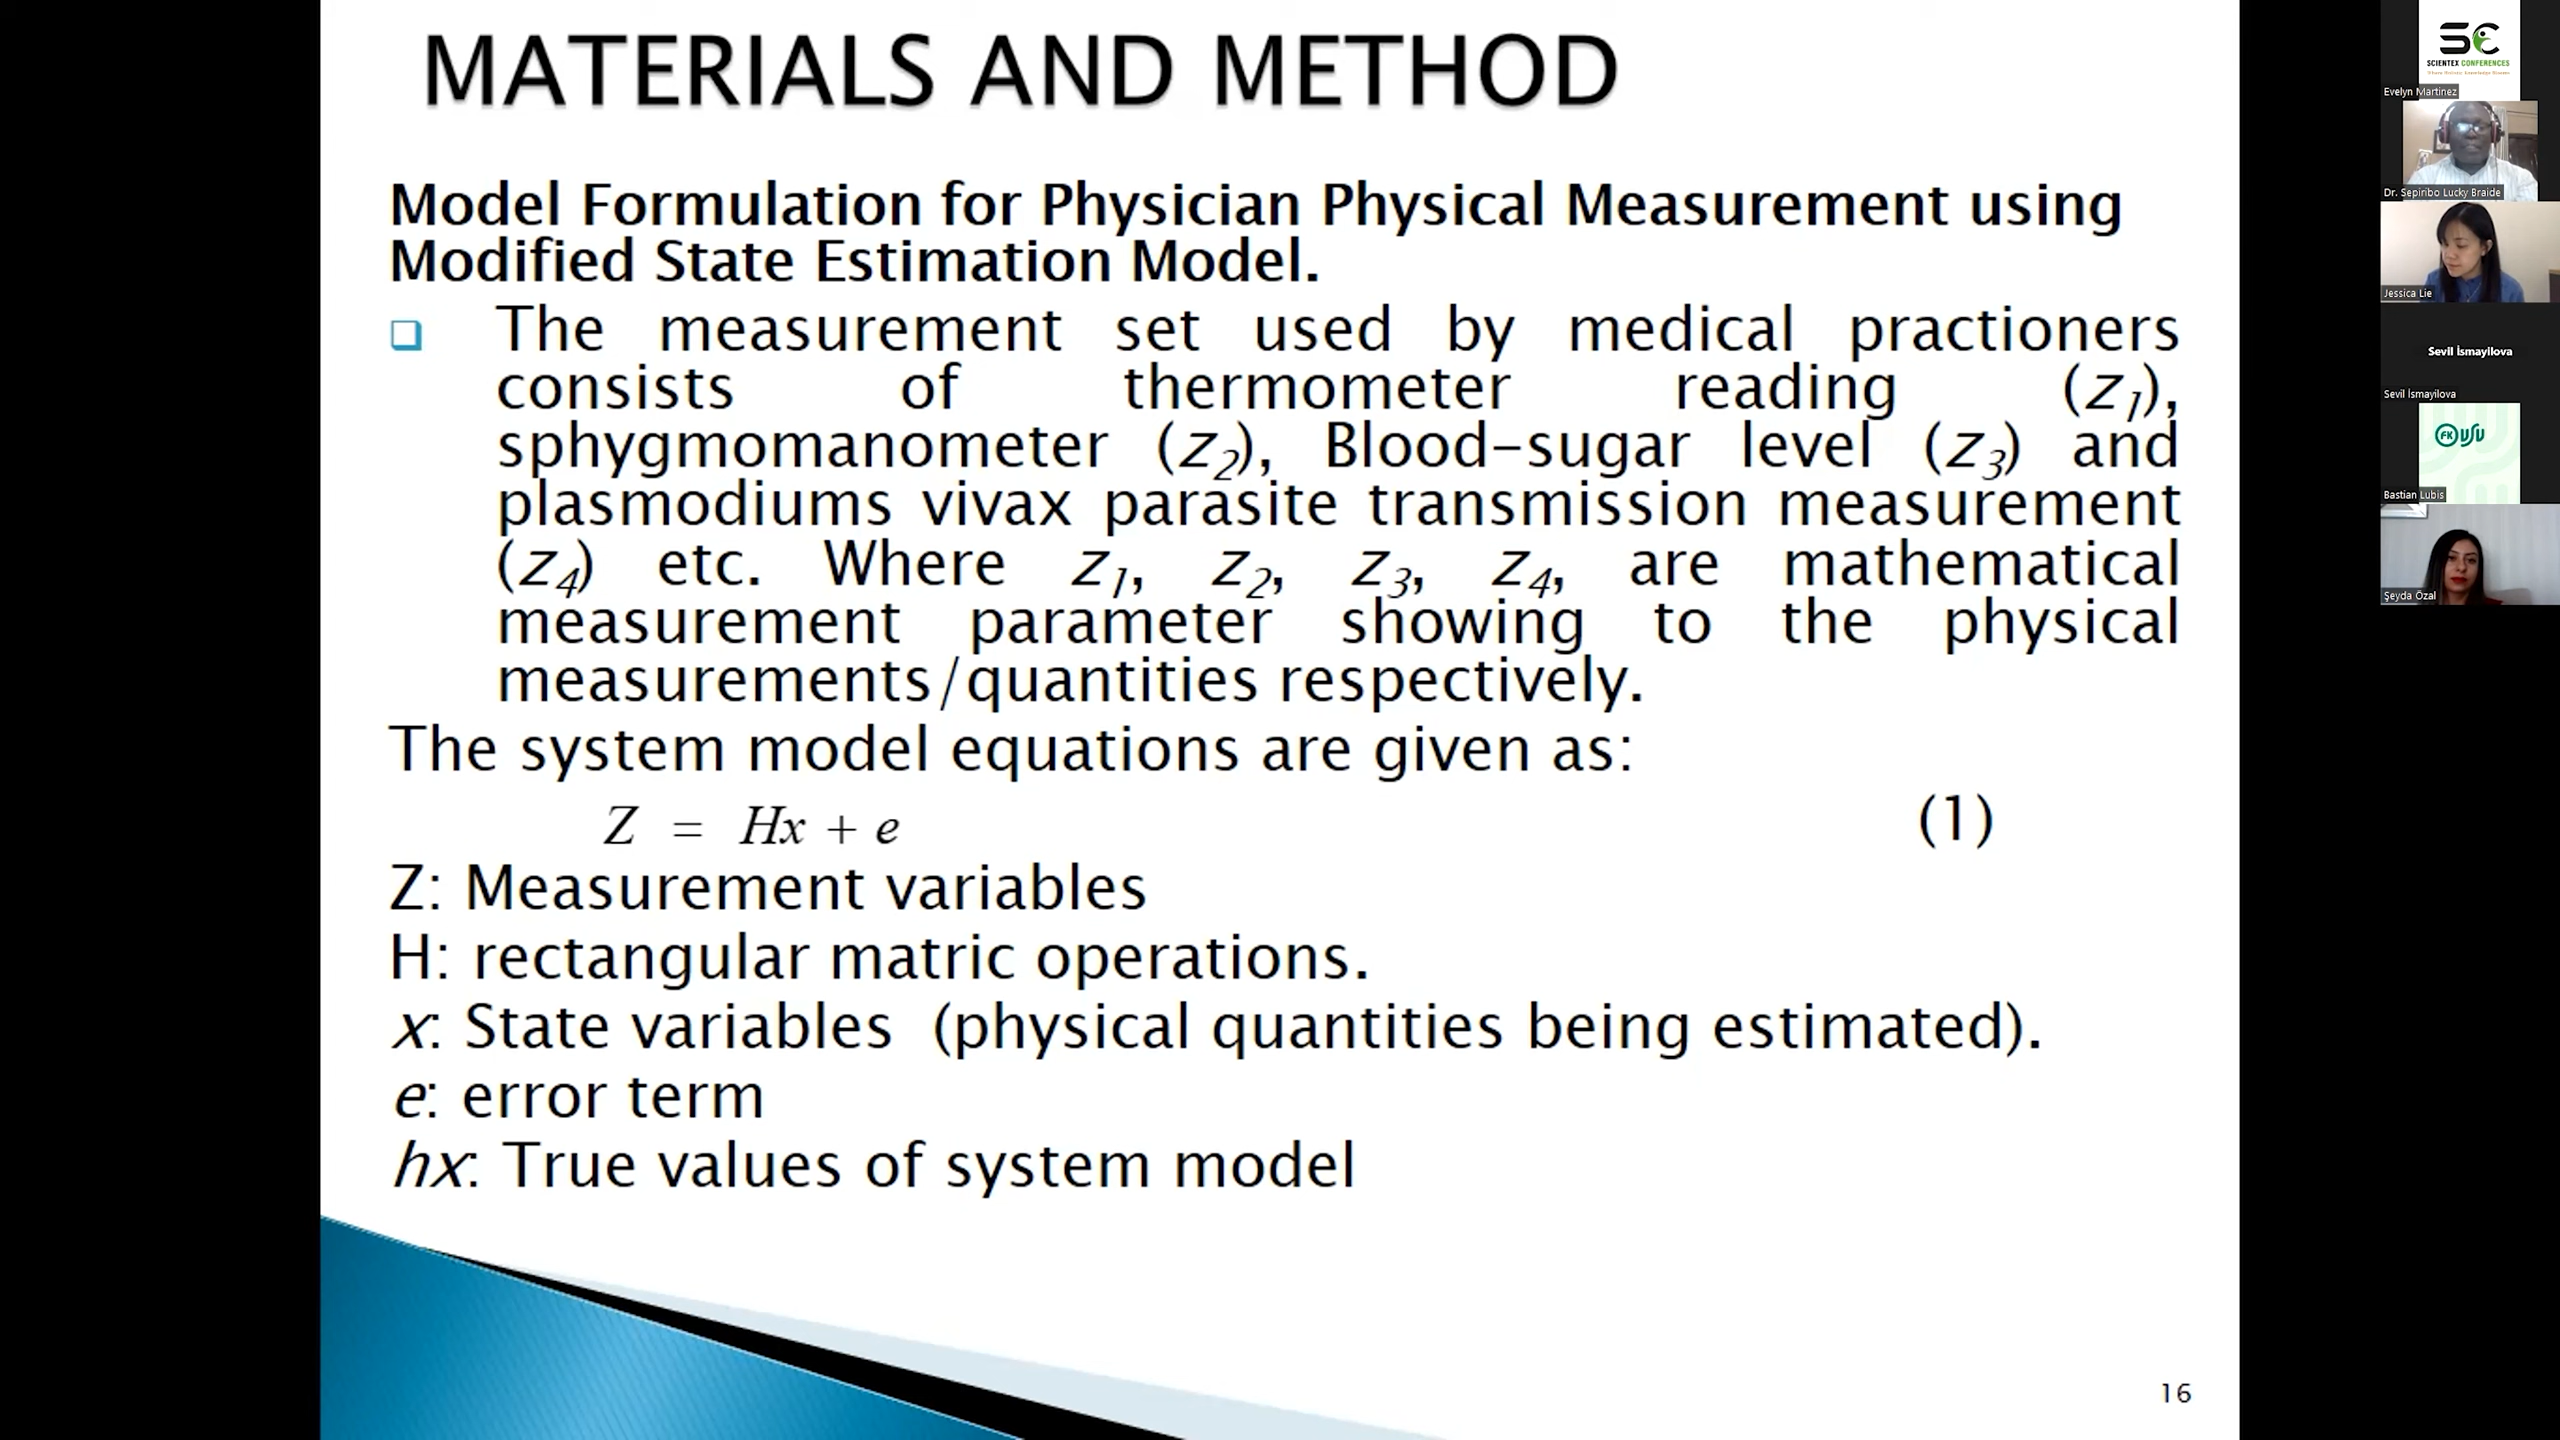 MATERIALS AND METHOD
Model Formulation for Physician Physical Measurement using
Modified State Estimation Model.
The measurement set used by medical practioners
consists of thermometer reading (z1),
sphygmomanometer (z2), Blood-sugar level (z3) and
plasmodiums vivax parasite transmission measurement
(z4) etc. Where z1, z2, z3, z4, are mathematical
measurement parameter showing to the physical
measurements/quantities respectively.
The system model equations are given as:
Z = Hx + e (1)
Z: Measurement variables
H: rectangular matric operations.
x: State variables (physical quantities being estimated).
e: error term
hx: True values of system model
16
SC
SCIENTEX CONFERENCES
Evelyn Martinez
Dr. Sepiribo Lucky Braide
Jessica Lie
Sevil İsmayilova
Sevil İsmayilova
FK USU
Bastian Lubis
Şeyda Özal